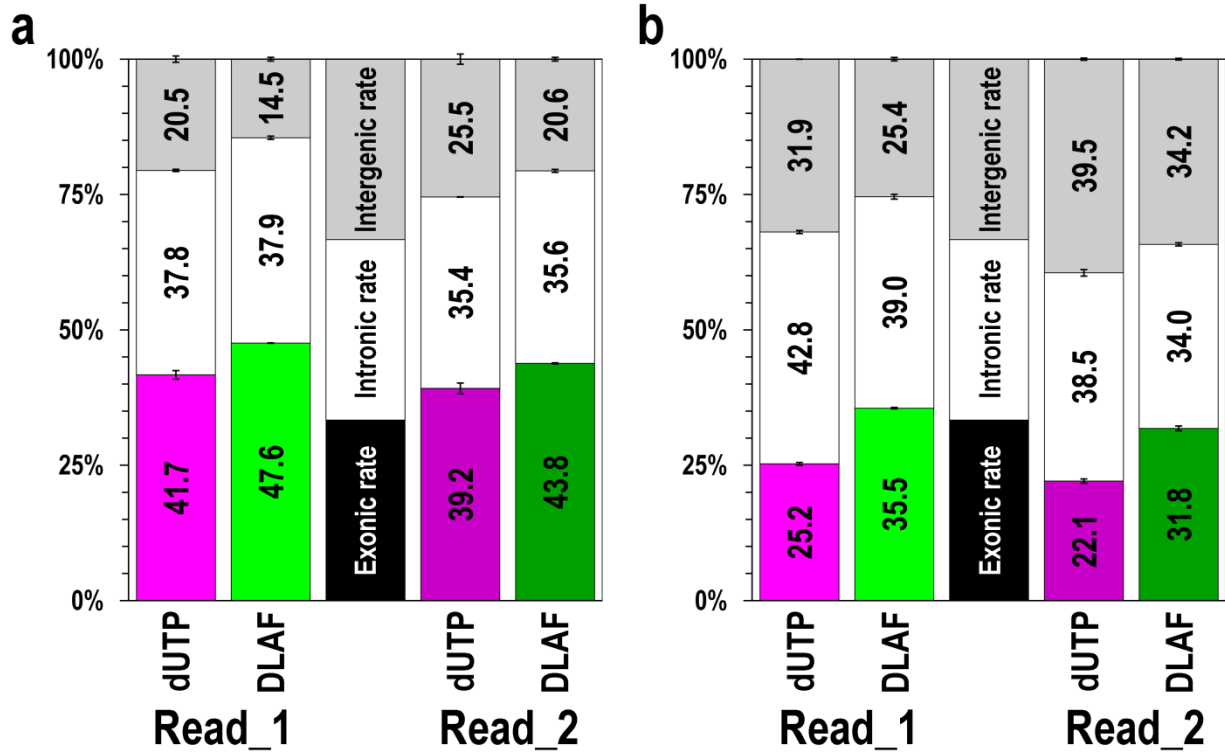 a
100%
75%
50%
25%
0%
20.5
37.8
41.7
14.5
37.9
47.6
Intergenic rate
Intronic rate
Exonic rate
25.5
35.4
39.2
20.6
35.6
43.8
dUTP
DLAF
dUTP
DLAF
Read_1
Read_2
b
100%
75%
50%
25%
0%
31.9
42.8
25.2
25.4
39.0
35.5
Intergenic rate
Intronic rate
Exonic rate
39.5
38.5
22.1
34.2
34.0
31.8
dUTP
DLAF
dUTP
DLAF
Read_1
Read_2